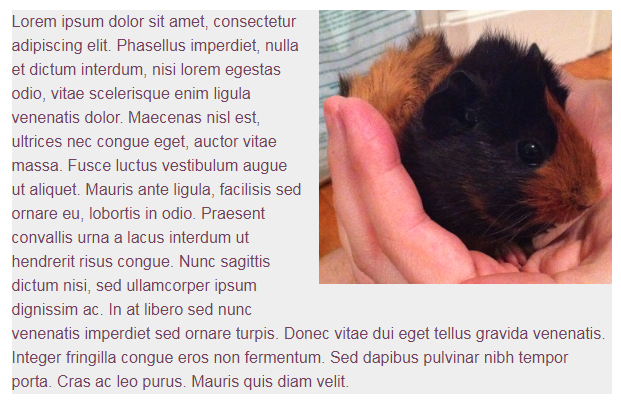 Lorem ipsum dolor sit amet, consectetur
adipiscing elit. Phasellus imperdiet, nulla
et dictum interdum, nisi lorem egestas
odio, vitae scelerisque enim ligula
venenatis dolor. Maecenas nisl est,
ultrices nec congue eget, auctor vitae
massa. Fusce luctus vestibulum augue
ut aliquet. Mauris ante ligula, facilisis sed
ornare eu, lobortis in odio. Praesent
convallis urna a lacus interdum ut
hendrerit risus congue. Nunc sagittis
dictum nisi, sed ullamcorper ipsum
dignissim ac. In at libero sed nunc
venenatis imperdiet sed ornare turpis. Donec vitae dui eget tellus gravida venenatis.
Integer fringilla congue eros non fermentum. Sed dapibus pulvinar nibh tempor
porta. Cras ac leo purus. Mauris quis diam velit.